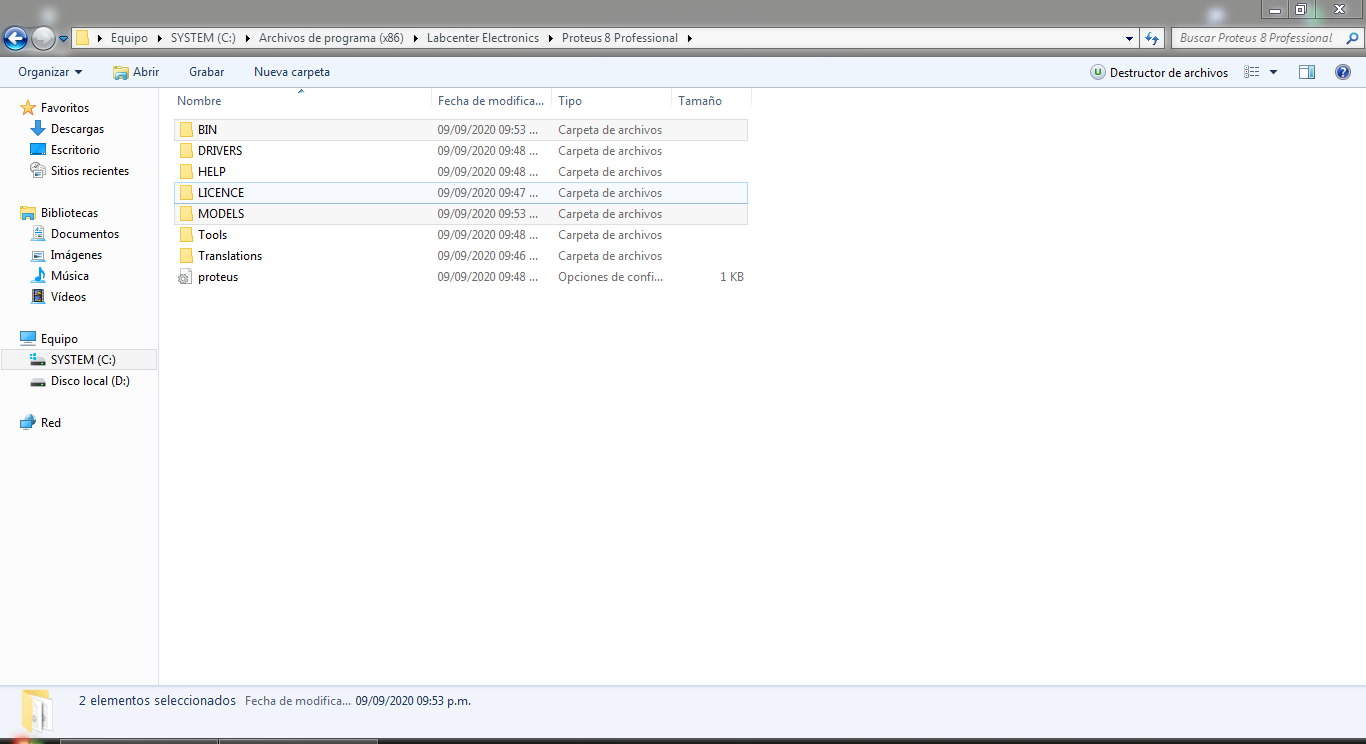 Equipo SYSTEM (C:) Archivos de programa (x86) Labcenter Electronics Proteus 8 Professional Buscar Proteus 8 Professional
Organizar Abrir Grabar Nueva carpeta Destructor de archivos
Favoritos
Descargas
Escritorio
Sitios recientes
Bibliotecas
Documentos
Imágenes
Música
Vídeos
Equipo
SYSTEM (C:)
Disco local (D:)
Red
Nombre Fecha de modifica... Tipo Tamaño
BIN 09/09/2020 09:53 ... Carpeta de archivos
DRIVERS 09/09/2020 09:48 ... Carpeta de archivos
HELP 09/09/2020 09:48 ... Carpeta de archivos
LICENCE 09/09/2020 09:47 ... Carpeta de archivos
MODELS 09/09/2020 09:53 ... Carpeta de archivos
Tools 09/09/2020 09:48 ... Carpeta de archivos
Translations 09/09/2020 09:46 ... Carpeta de archivos
proteus 09/09/2020 09:48 ... Opciones de confi... 1 KB
2 elementos seleccionados Fecha de modifica... 09/09/2020 09:53 p.m.